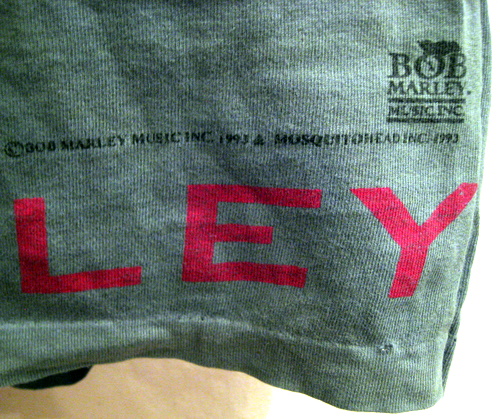 BOB
MARLEY
MUSIC INC
©BOB MARLEY MUSIC INC. 1993 & MOSQUITOHEAD INC. 1993
LEY